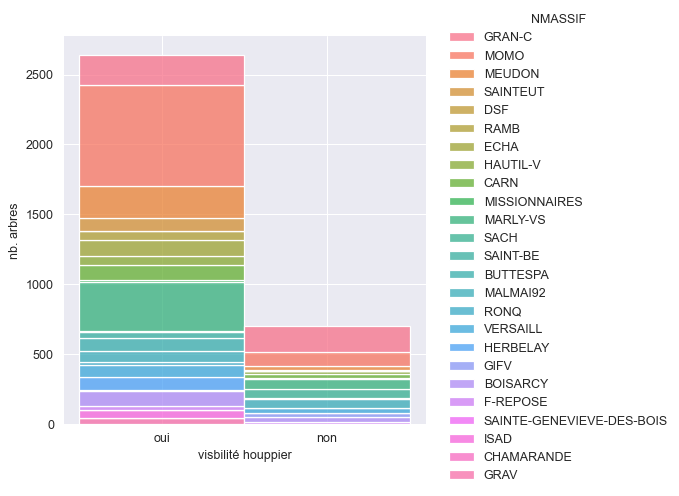 NMASSIF
GRAN-C
MOMO
MEUDON
SAINTEUT
DSF
RAMB
ECHA
HAUTIL-V
CARN
MISSIONNAIRES
MARLY-VS
SACH
SAINT-BE
BUTTESPA
MALMAI92
RONQ
VERSAILL
HERBELAY
GIFV
BOISARCY
F-REPOSE
SAINTE-GENEVIEVE-DES-BOIS
ISAD
CHAMARANDE
GRAV
2500
2000
1500
1000
500
0
nb. arbres
oui
non
visbilité houppier